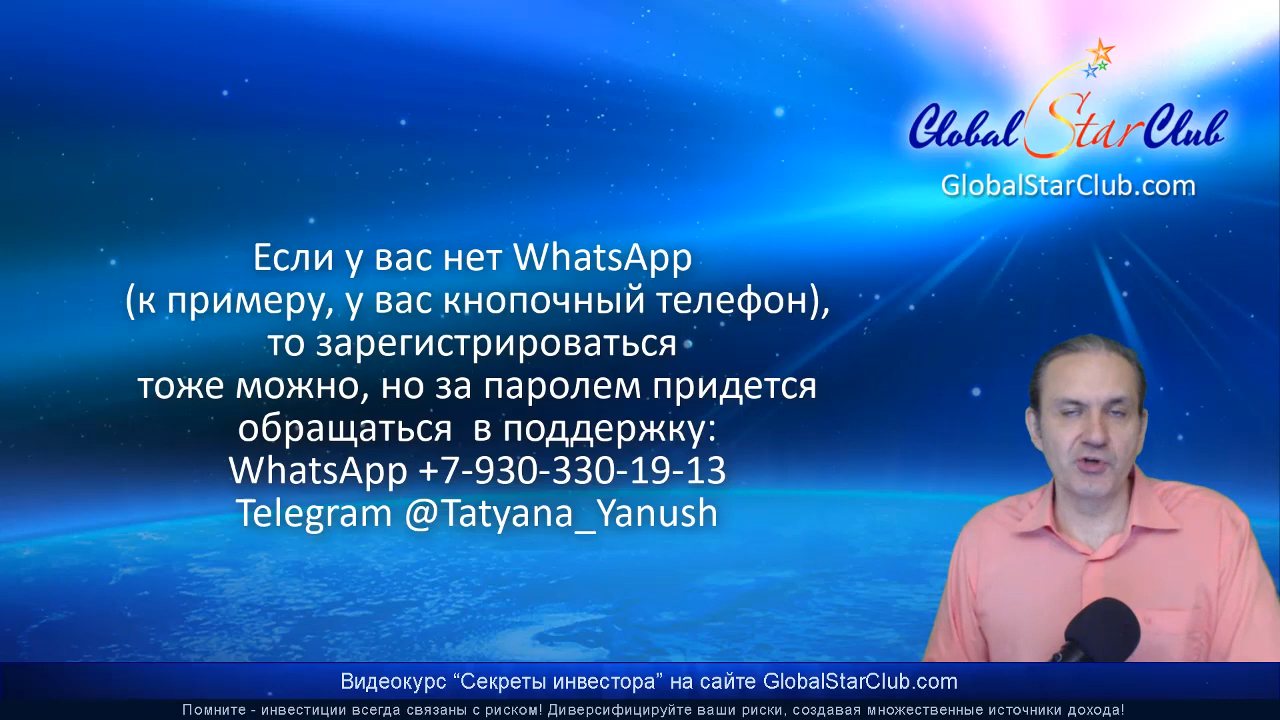 Global Star Club
GlobalStarClub.com
Если у вас нет WhatsApp
(к примеру, у вас кнопочный телефон),
то зарегистрироваться
тоже можно, но за паролем придется
обращаться в поддержку:
WhatsApp +7-930-330-19-13
Telegram @Tatyana_Yanush
Видеокурс “Секреты инвестора” на сайте GlobalStarClub.com
Помните - инвестиции всегда связаны с риском! Диверсифицируйте ваши риски, создавая множественные источники дохода!